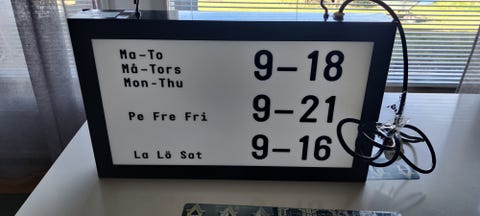 Ma-To
Må-Tors 9-18
Mon-Thu
Pe Fre Fri 9-21
La Lö Sat 9-16